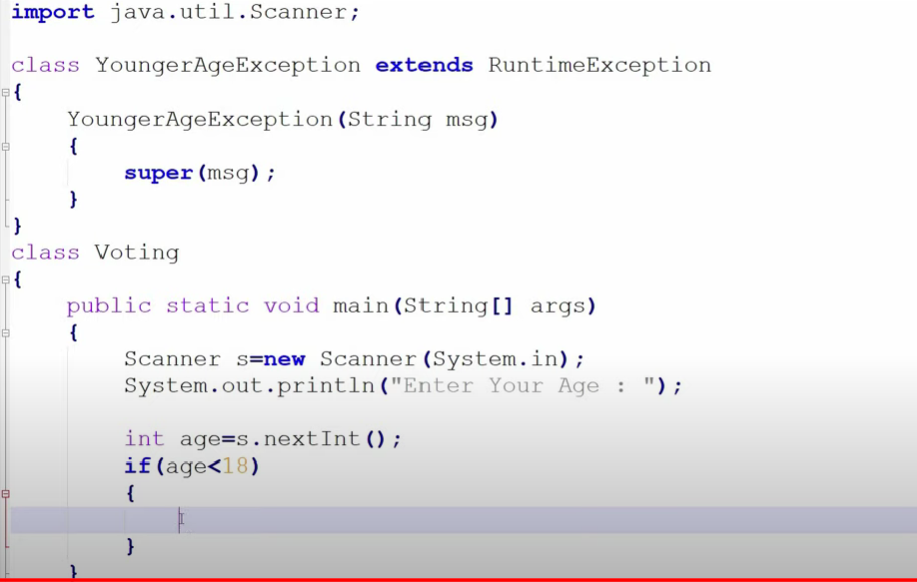 import java.util.Scanner;
class YoungerAgeException extends RuntimeException
{
YoungerAgeException(String msg)
{
super(msg);
}
}
class Voting
{
public static void main(String[] args)
{
Scanner s=new Scanner(System.in);
System.out.println("Enter Your Age : ");
int age=s.nextInt();
if(age<18)
{
}
}